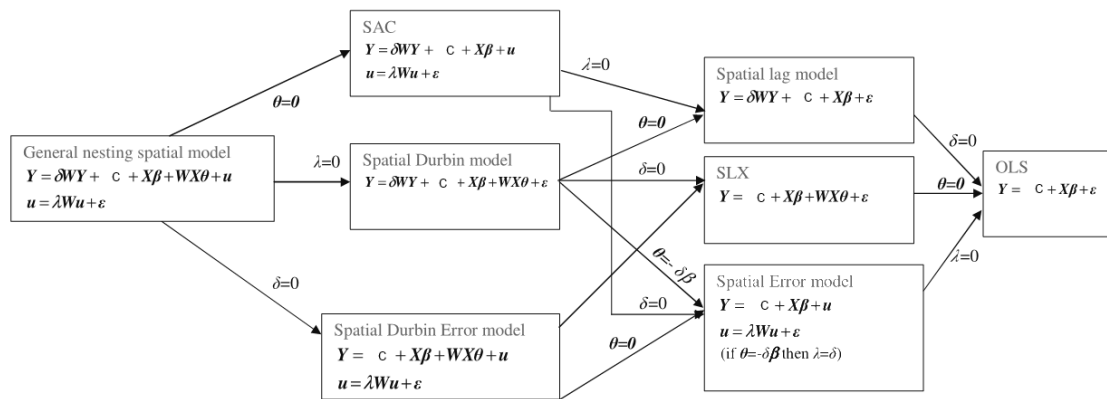 SAC
Y = δWY + C + Xβ + u
u = λWu + ε
θ=0
λ=0
General nesting spatial model
Y = δWY + C + Xβ + WXθ + u
u = λWu + ε
λ=0
Spatial Durbin model
Y = δWY + C + Xβ + WXθ + ε
δ=0
Spatial Durbin Error model
Y = C + Xβ + WXθ + u
u = λWu + ε
θ=0
δ=0
θ=-δβ
δ=0
θ=0
Spatial lag model
Y = δWY + C + Xβ + ε
SLX
Y = C + Xβ + WXθ + ε
Spatial Error model
Y = C + Xβ + u
u = λWu + ε
(if θ=-δβ then λ=δ)
δ=0
θ=0
λ=0
OLS
Y = C + Xβ + ε